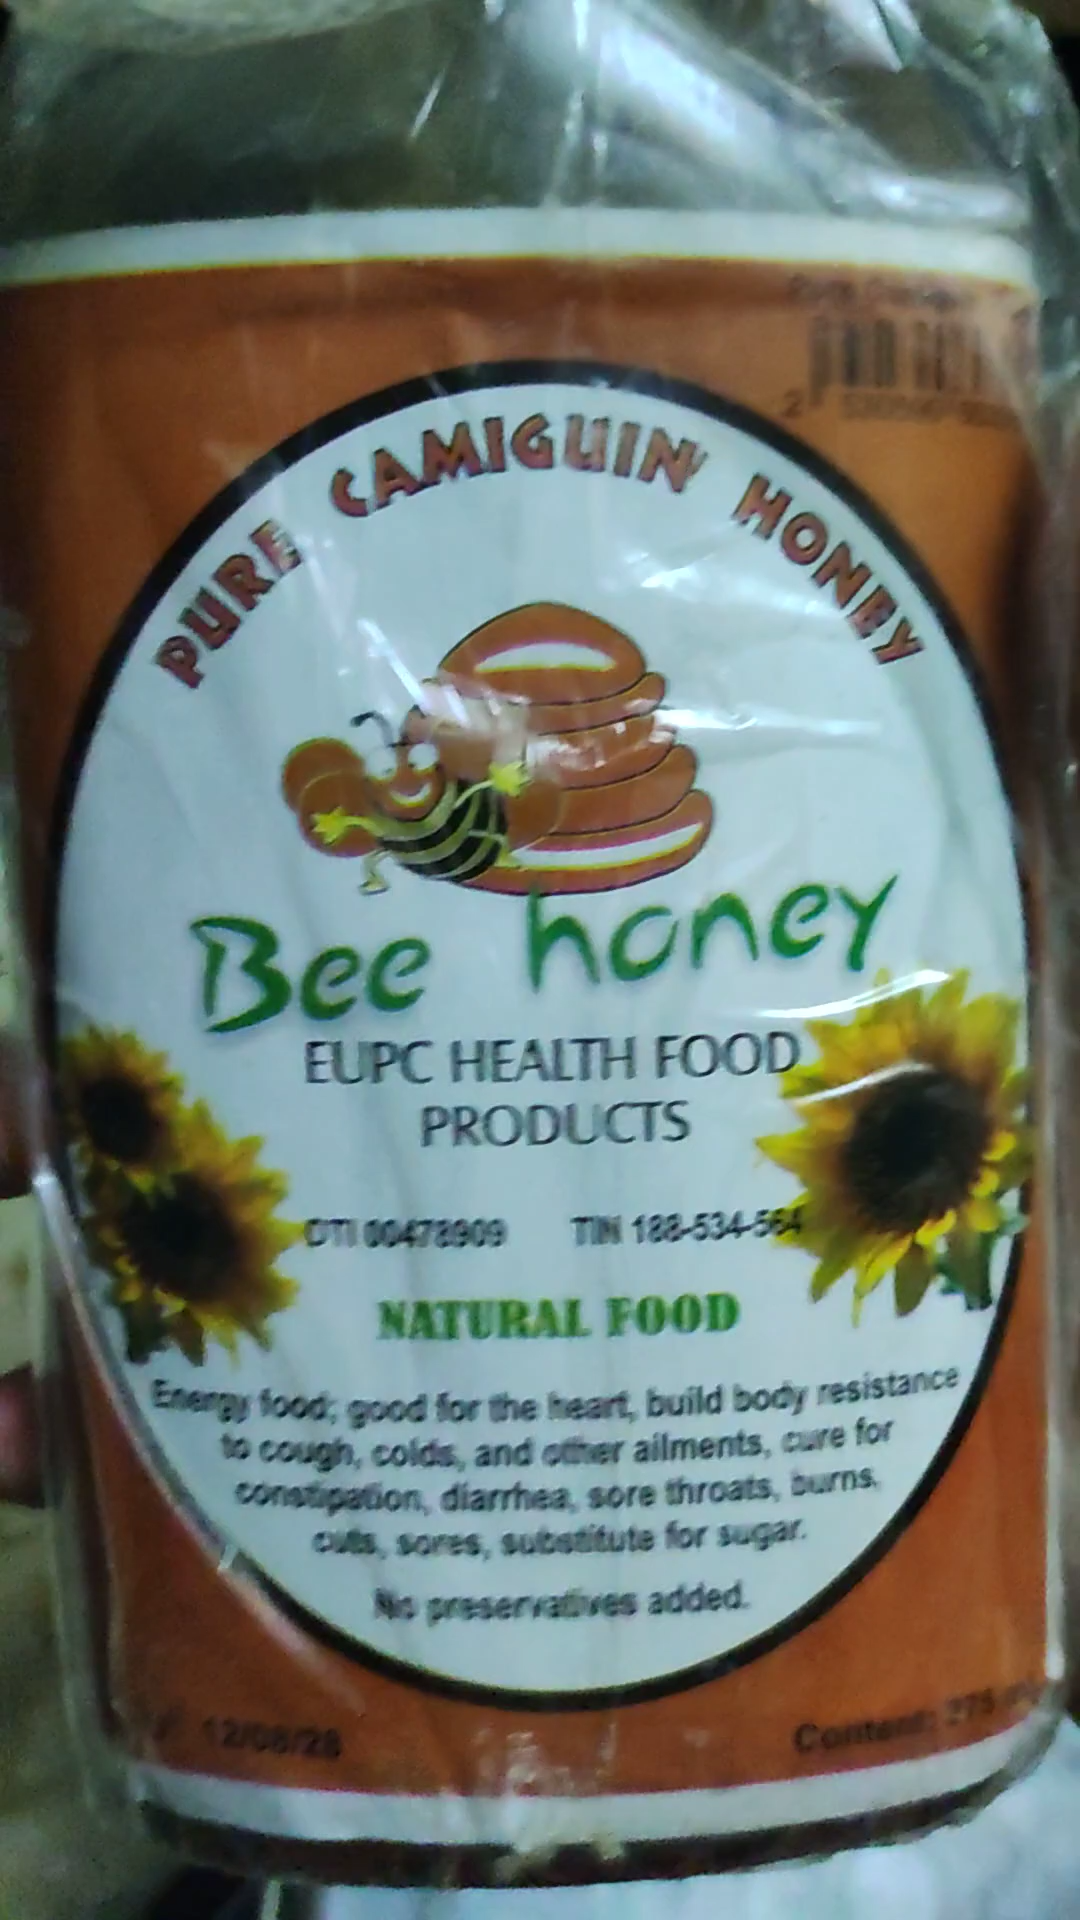 PURE CAMIGUIN HONEY
Bee honey
EUPC HEALTH FOOD
PRODUCTS
DTI 00478909 TIN 188-534-564
NATURAL FOOD
Energy food; good for the heart, build body resistance
to cough, colds, and other ailments, cure for
constipation, diarrhea, sore throats, burns,
cuts, sores, substitute for sugar.
No preservatives added.
12/08/28
Content: 275